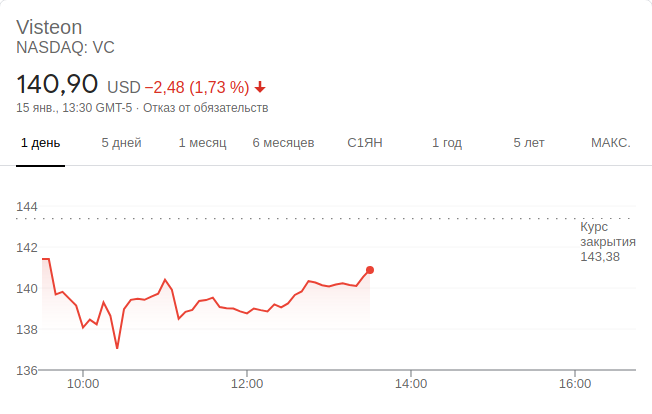 Visteon
NASDAQ: VC
140,90 USD −2,48 (1,73 %)
15 янв., 13:30 GMT-5 · Отказ от обязательств
1 день 5 дней 1 месяц 6 месяцев С1ЯН 1 год 5 лет МАКС.
144
Курс
закрытия
143,38
142
140
138
136
10:00 12:00 14:00 16:00